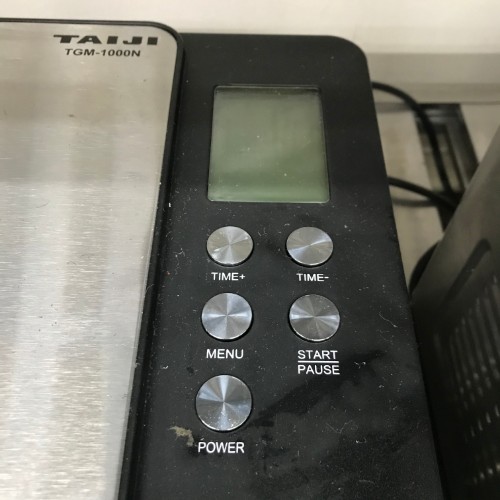 TAIJI
TGM-1000N
TIME+
TIME-
MENU
START
PAUSE
POWER